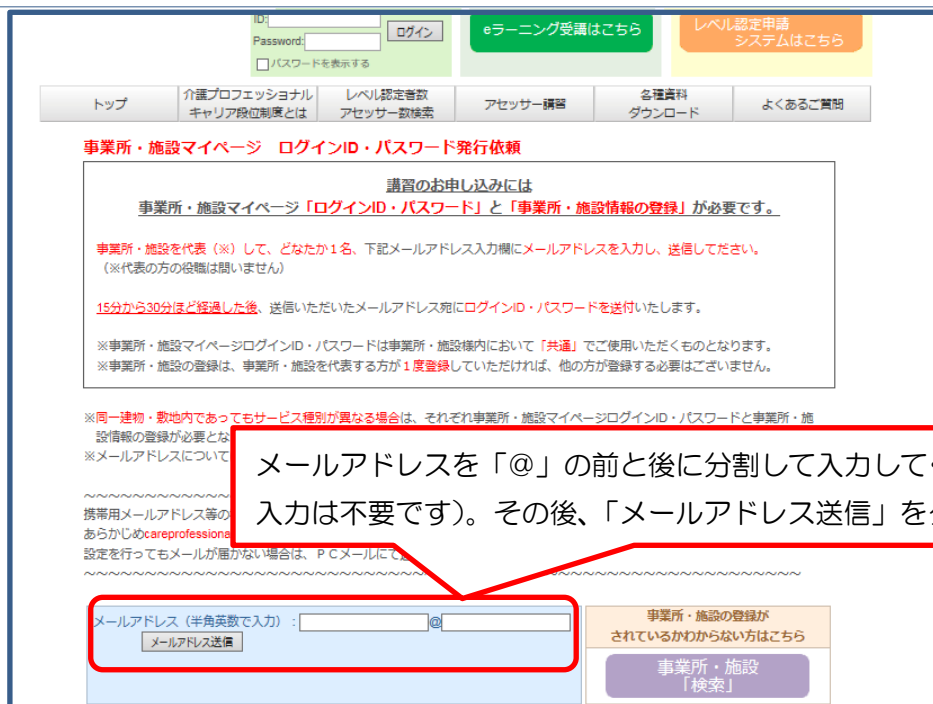 ID:
Password:
ログイン
パスワードを表示する
eラーニング受講はこちら
レベル認定申請
システムはこちら
トップ
介護プロフェッショナル
キャリア段位制度とは
レベル認定者数
アセッサー数検索
アセッサー講習
各種資料
ダウンロード
よくあるご質問
事業所・施設マイページ　ログインID・パスワード発行依頼
講習のお申し込みには
事業所・施設マイページ「ログインID・パスワード」と「事業所・施設情報の登録」が必要です。
事業所・施設を代表（※）して、どなたか１名、下記メールアドレス入力欄にメールアドレスを入力し、送信してださい。
（※代表の方の役職は問いません）
15分から30分ほど経過した後、送信いただいたメールアドレス宛にログインID・パスワードを送付いたします。
※事業所・施設マイページログインID・パスワードは事業所・施設様内において「共通」でご使用いただくものとなります。
※事業所・施設の登録は、事業所・施設を代表する方が１度登録していただければ、他の方が登録する必要はございません。
※同一建物・敷地内であってもサービス種別が異なる場合は、それぞれ事業所・施設マイページログインID・パスワードと事業所・施
設情報の登録が必要とな
※メールアドレスについて
メールアドレスを「@」の前と後に分割して入力して
入力は不要です）。その後、「メールアドレス送信」を
~~~~~~~~~~~~
携帯用メールアドレス等の
あらかじめcareprofessiona
設定を行ってもメールが届かない場合は、ＰＣメールにて
~~~~~~~~~~~~~~~~~~~~~~~~~~~~~~~~~~~~~~~~~~~~~~~~~~~~~~~~~~~~
メールアドレス（半角英数で入力）：
@
メールアドレス送信
事業所・施設の登録が
されているかわからない方はこちら
事業所・施設
「検索」